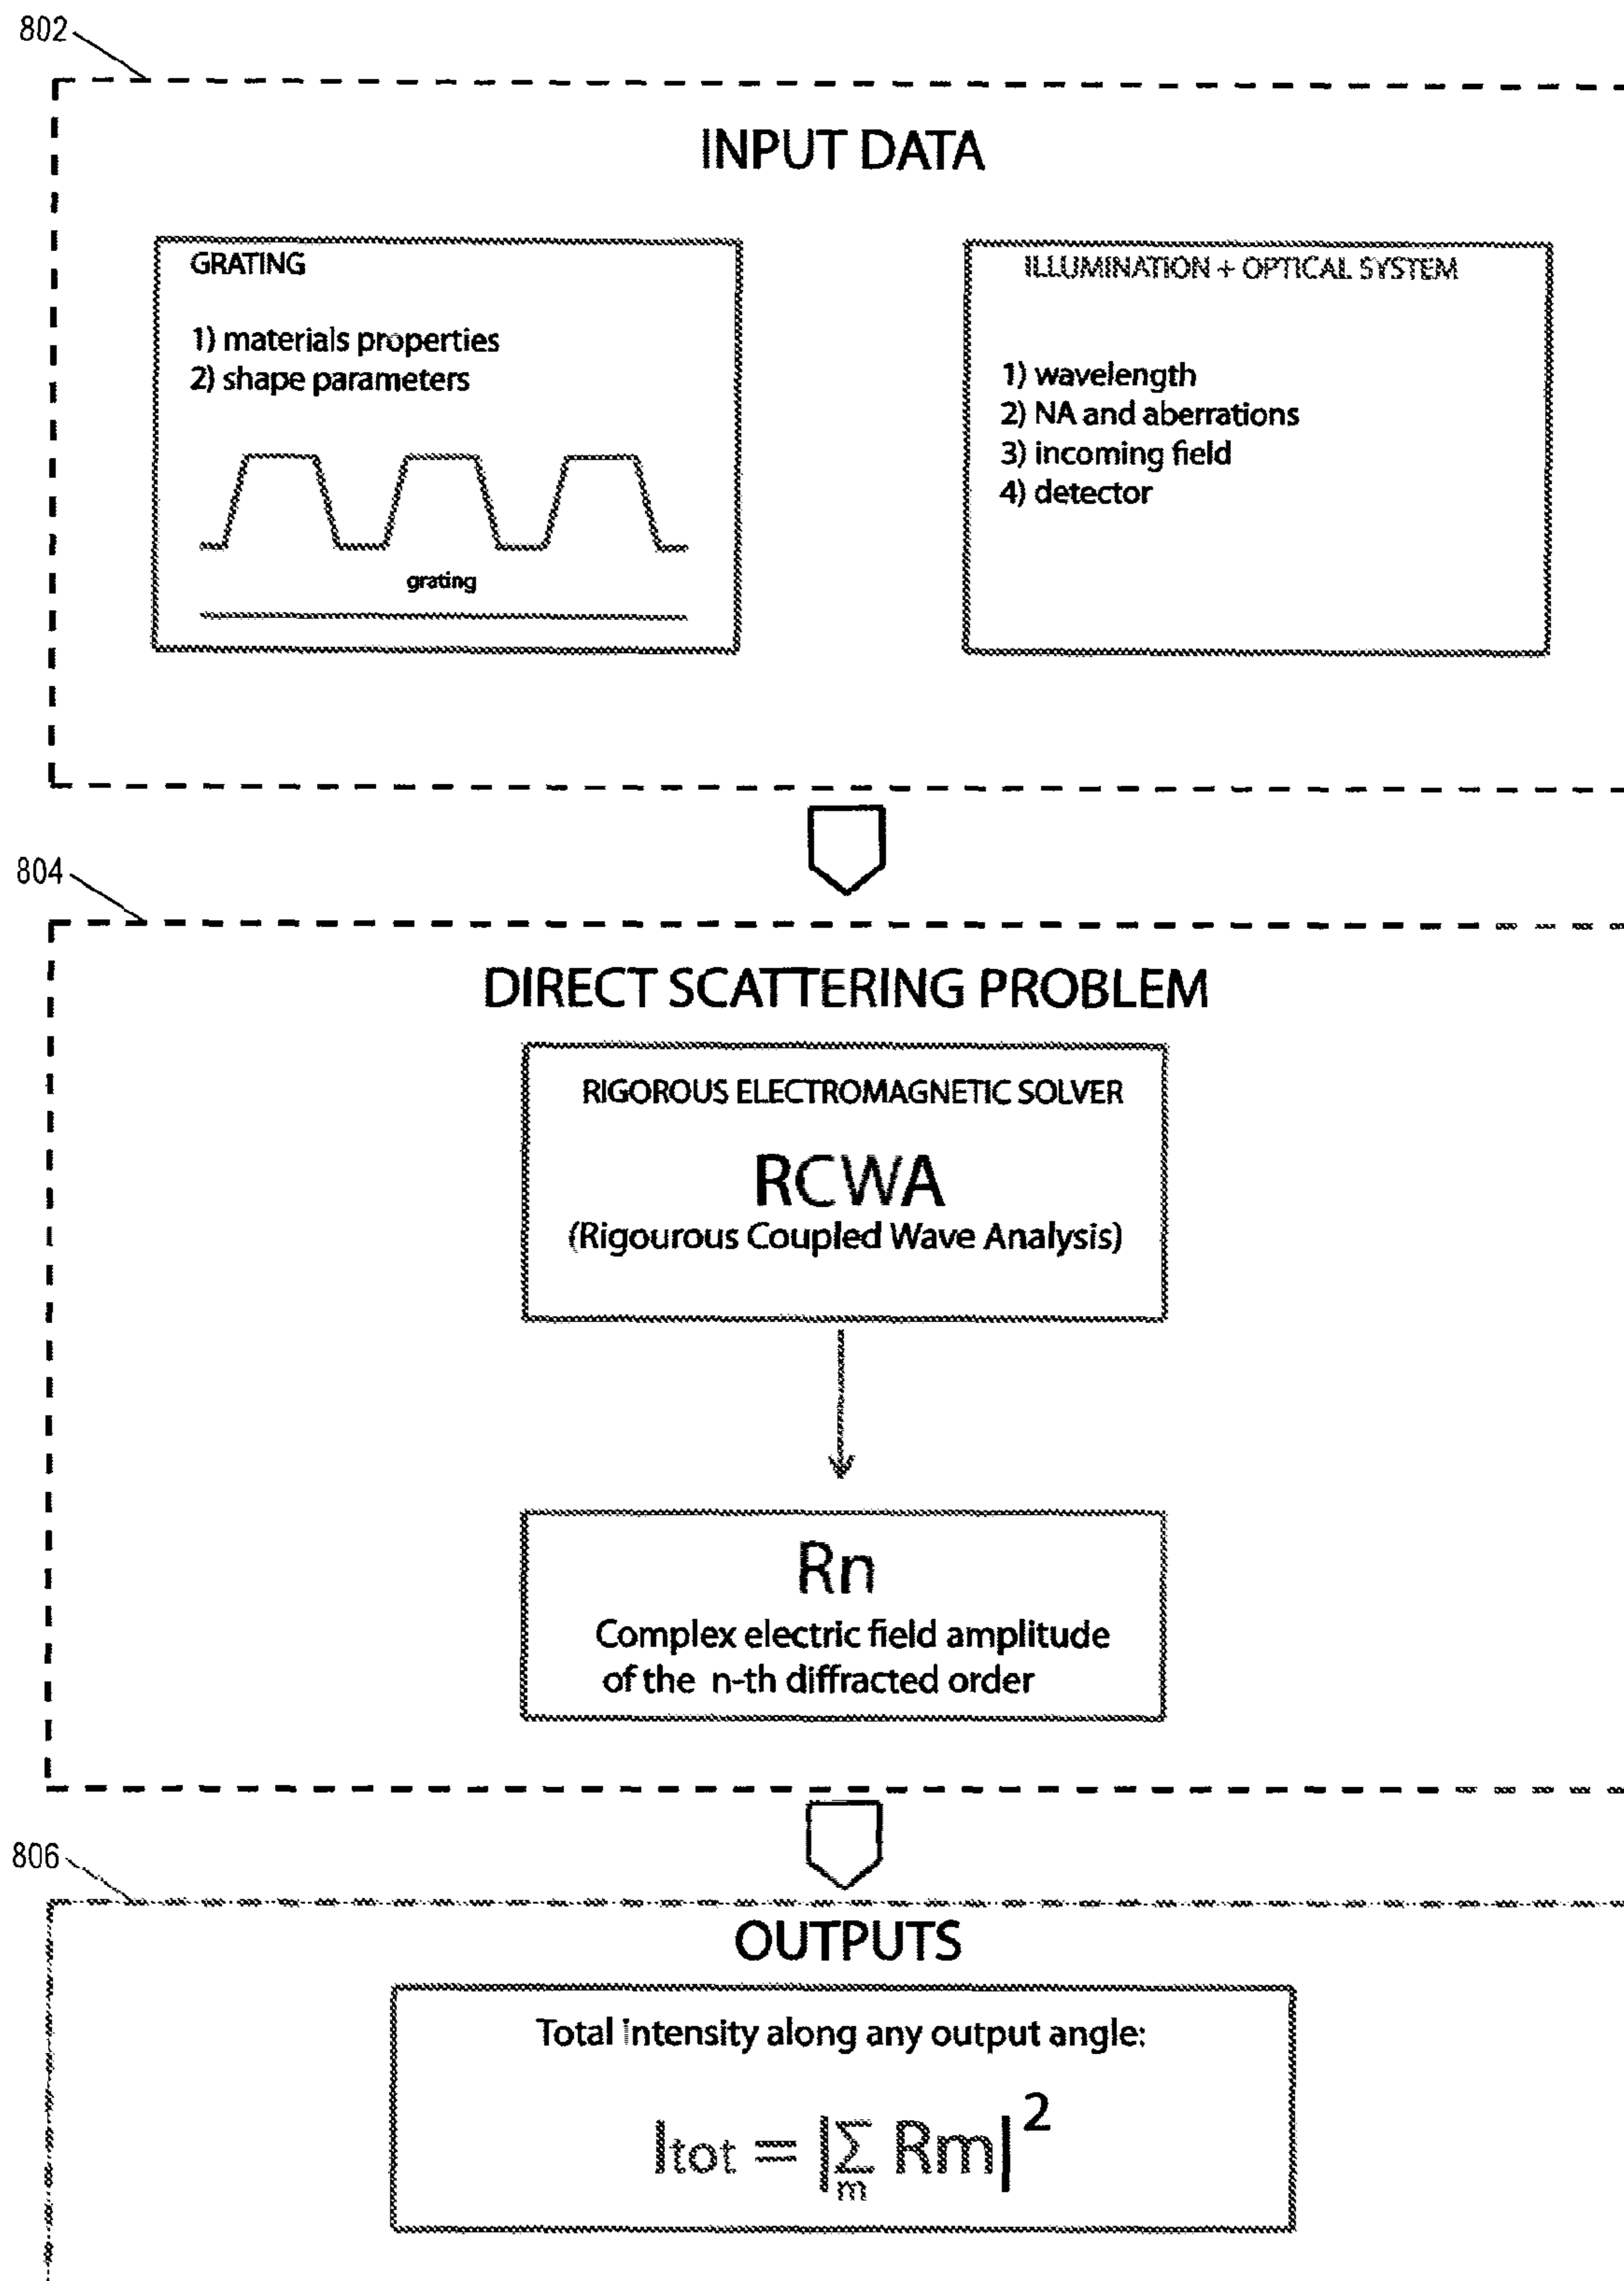 802
INPUT DATA
GRATING
1) materials properties
2) shape parameters
grating
ILLUMINATION + OPTICAL SYSTEM
1) wavelength
2) NA and aberrations
3) incoming field
4) detector
804
DIRECT SCATTERING PROBLEM
RIGOROUS ELECTROMAGNETIC SOLVER
RCWA
(Rigourous Coupled Wave Analysis)
Rn
Complex electric field amplitude
of the n-th diffracted order
806
OUTPUTS
Total intensity along any output angle:
Itot = |∑m Rm|²